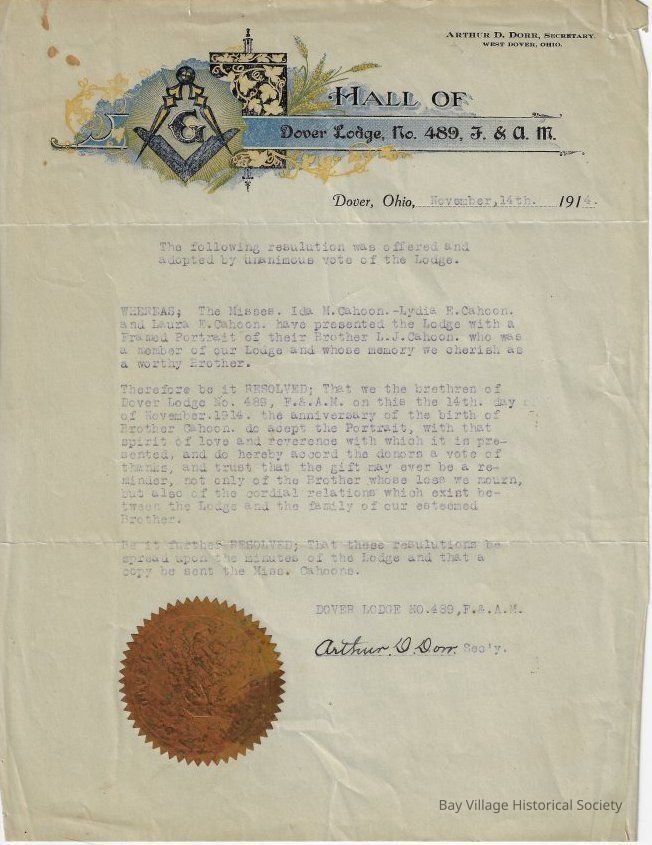 ARTHUR D. DORR, SECRETARY.
WEST DOVER, OHIO.
HALL OF
Dover Lodge, No. 489, F. & A. M.
G
Dover, Ohio, November,14th. 1914.
The following resulution was offered and
adopted by unanimous vote of the Lodge.
WHEREAS; The Misses. Ida M.Cahoon.-Lydia E.Cahoon.
and Laura E.Cahoon. have presented the Lodge with a
Framed Portrait of their Brother L.J.Cahoon. who was
a member of our Lodge and whose memory we cherish as
a worthy Brother.
Therefore be it RESOLVED; That we the brethren of
Dover Lodge No. 489, F.&.A.M. on this the 14th. day of
of November.1914. the anniversary of the birth of
Brother Cahoon. do acept the Portrait, with that
spirit of love and reverence with which it is pre-
sented, and do hereby accord the donors a vote of
thanks, and trust that the gift may ever be a re-
minder, not only of the Brother whose loss we mourn,
but also of the cordial relations which exist be-
tween the Lodge and the family of our esteemed
Brother.
Be it further RESOLVED; That these resulutions be
spread upon the minutes of the Lodge and that a
copy be sent the Miss. Cahoons.
DOVER LODGE NO.489,F.&.A.M.
Arthur. D. Dorr. Sec'y.
Bay Village Historical Society